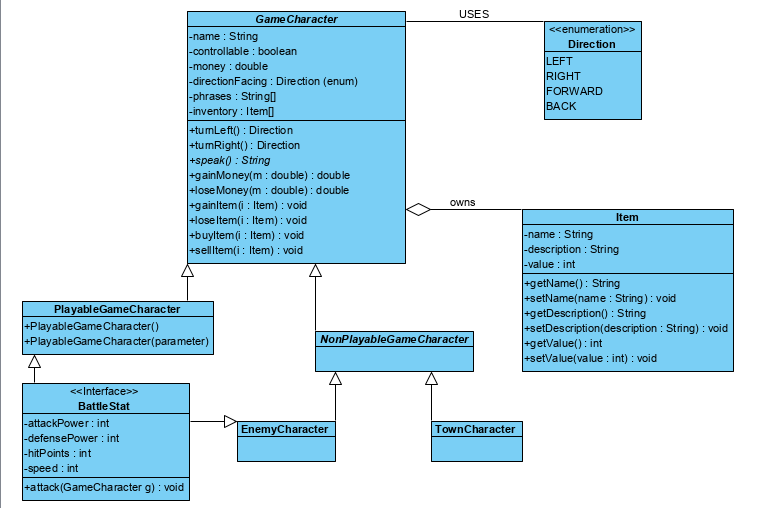 GameCharacter
-name : String
-controllable : boolean
-money : double
-directionFacing : Direction (enum)
-phrases : String[]
-inventory : Item[]
+turnLeft() : Direction
+turnRight() : Direction
+speak() : String
+gainMoney(m : double) : double
+loseMoney(m : double) : double
+gainItem(i : Item) : void
+loseItem(i : Item) : void
+buyItem(i : Item) : void
+sellItem(i : Item) : void
USES
<<enumeration>>
Direction
LEFT
RIGHT
FORWARD
BACK
owns
Item
-name : String
-description : String
-value : int
+getName() : String
+setName(name : String) : void
+getDescription() : String
+setDescription(description : String) : void
+getValue() : int
+setValue(value : int) : void
PlayableGameCharacter
+PlayableGameCharacter()
+PlayableGameCharacter(parameter)
NonPlayableGameCharacter
<<Interface>>
BattleStat
-attackPower : int
-defensePower : int
-hitPoints : int
-speed : int
+attack(GameCharacter g) : void
EnemyCharacter
TownCharacter